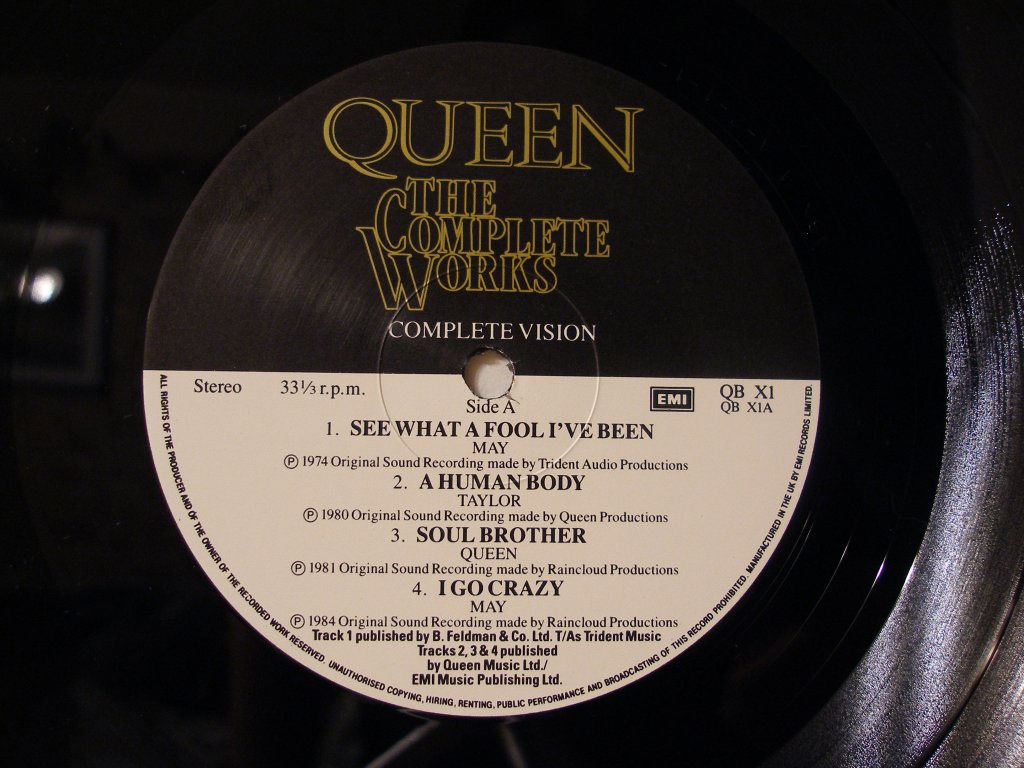 QUEEN
THE
COMPLETE
WORKS
COMPLETE VISION
Stereo 33⅓ r.p.m. EMI QB X1
Side A QB X1A
1. SEE WHAT A FOOL I'VE BEEN
MAY
Ⓟ 1974 Original Sound Recording made by Trident Audio Productions
2. A HUMAN BODY
TAYLOR
Ⓟ 1980 Original Sound Recording made by Queen Productions
3. SOUL BROTHER
QUEEN
Ⓟ 1981 Original Sound Recording made by Raincloud Productions
4. I GO CRAZY
MAY
Ⓟ 1984 Original Sound Recording made by Raincloud Productions
Track 1 published by B. Feldman & Co. Ltd. T/As Trident Music
Tracks 2, 3 & 4 published
by Queen Music Ltd./
EMI Music Publishing Ltd.
ALL RIGHTS OF THE PRODUCER AND OF THE OWNER OF THE RECORDED WORK RESERVED. UNAUTHORISED COPYING, HIRING, RENTING, PUBLIC PERFORMANCE AND BROADCASTING OF THIS RECORD PROHIBITED. MANUFACTURED IN THE UK BY EMI RECORDS LIMITED.